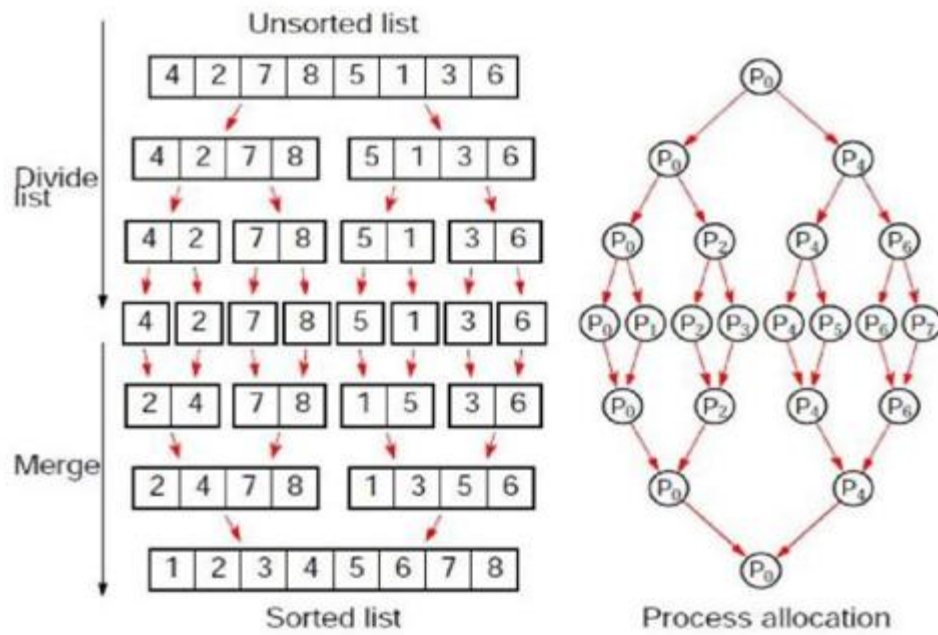 Unsorted list
4 2 7 8 5 1 3 6
4 2 7 8 5 1 3 6
Divide
list
4 2 7 8 5 1 3 6
4 2 7 8 5 1 3 6
2 4 7 8 1 5 3 6
Merge
2 4 7 8 1 3 5 6
1 2 3 4 5 6 7 8
Sorted list
P0
P0 P4
P0 P2 P4 P6
P0 P1 P2 P3 P4 P5 P6 P7
P0 P2 P4 P6
P0 P4
P0
Process allocation